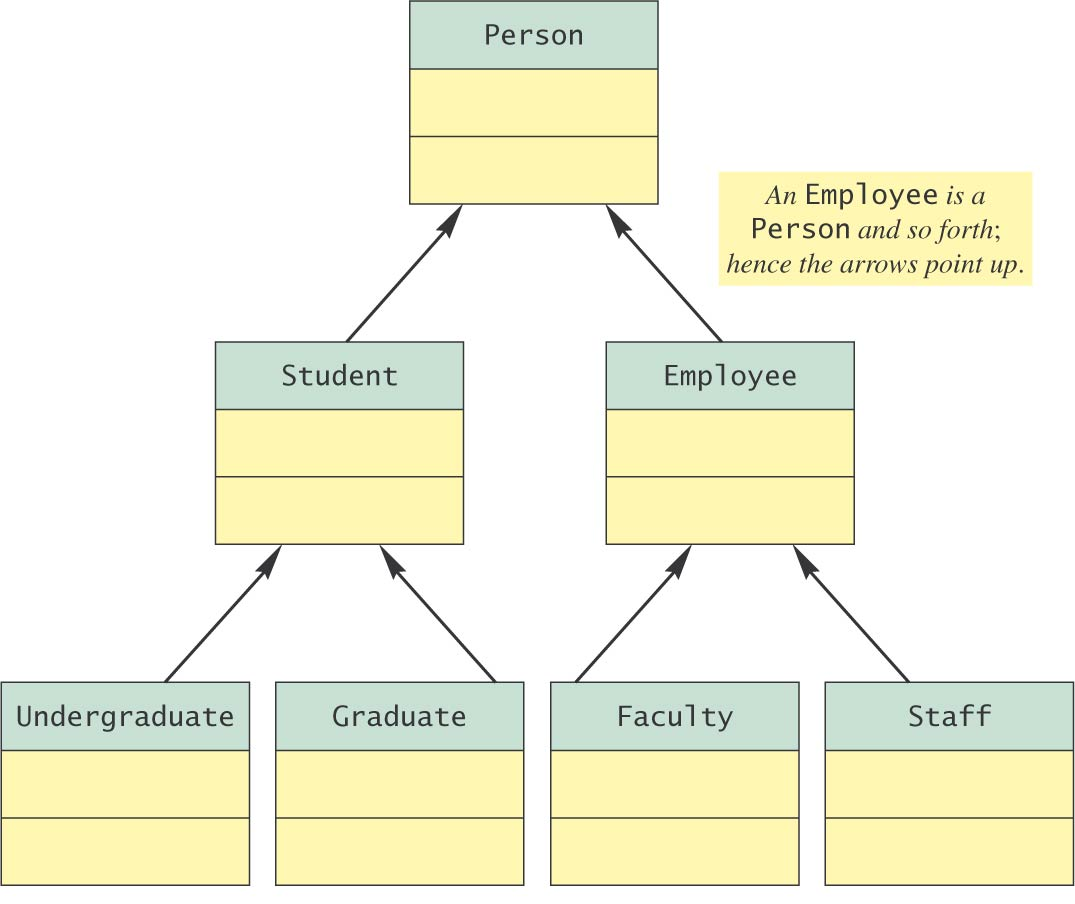 Person
An Employee is a
Person and so forth;
hence the arrows point up.
Student
Employee
Undergraduate
Graduate
Faculty
Staff